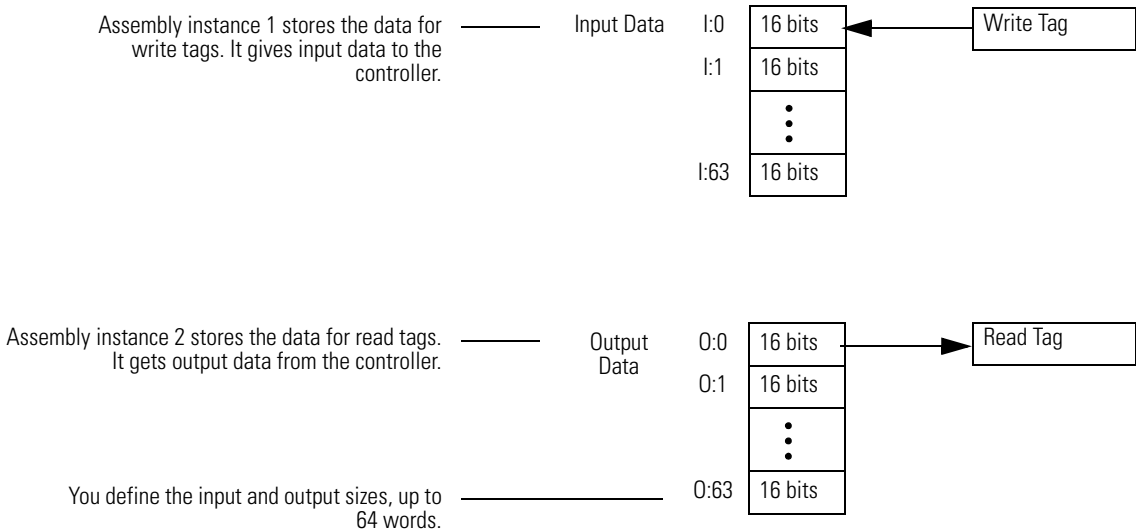 Assembly instance 1 stores the data for
write tags. It gives input data to the
controller.
Input Data
I:0
16 bits
Write Tag
I:1
16 bits
I:63
16 bits
Assembly instance 2 stores the data for read tags.
It gets output data from the controller.
Output
Data
O:0
16 bits
Read Tag
O:1
16 bits
You define the input and output sizes, up to
64 words.
O:63
16 bits